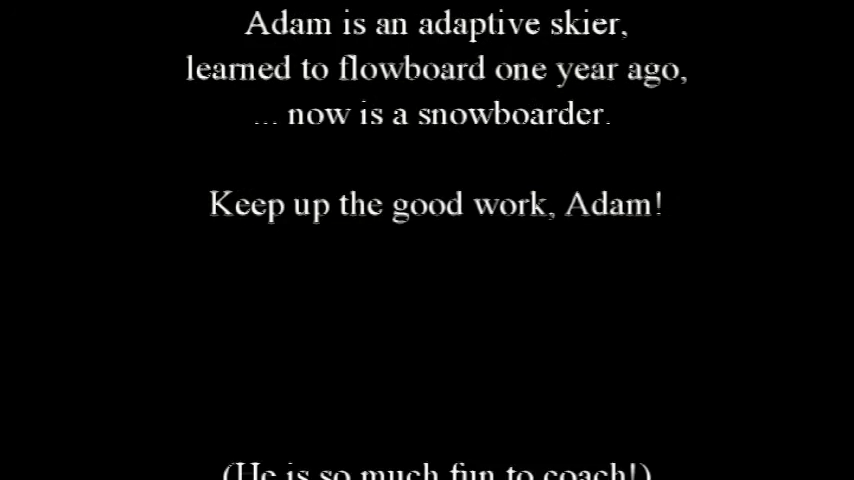 Adam is an adaptive skier,
learned to flowboard one year ago,
... now is a snowboarder.
Keep up the good work, Adam!
(He is so much fun to coach!)